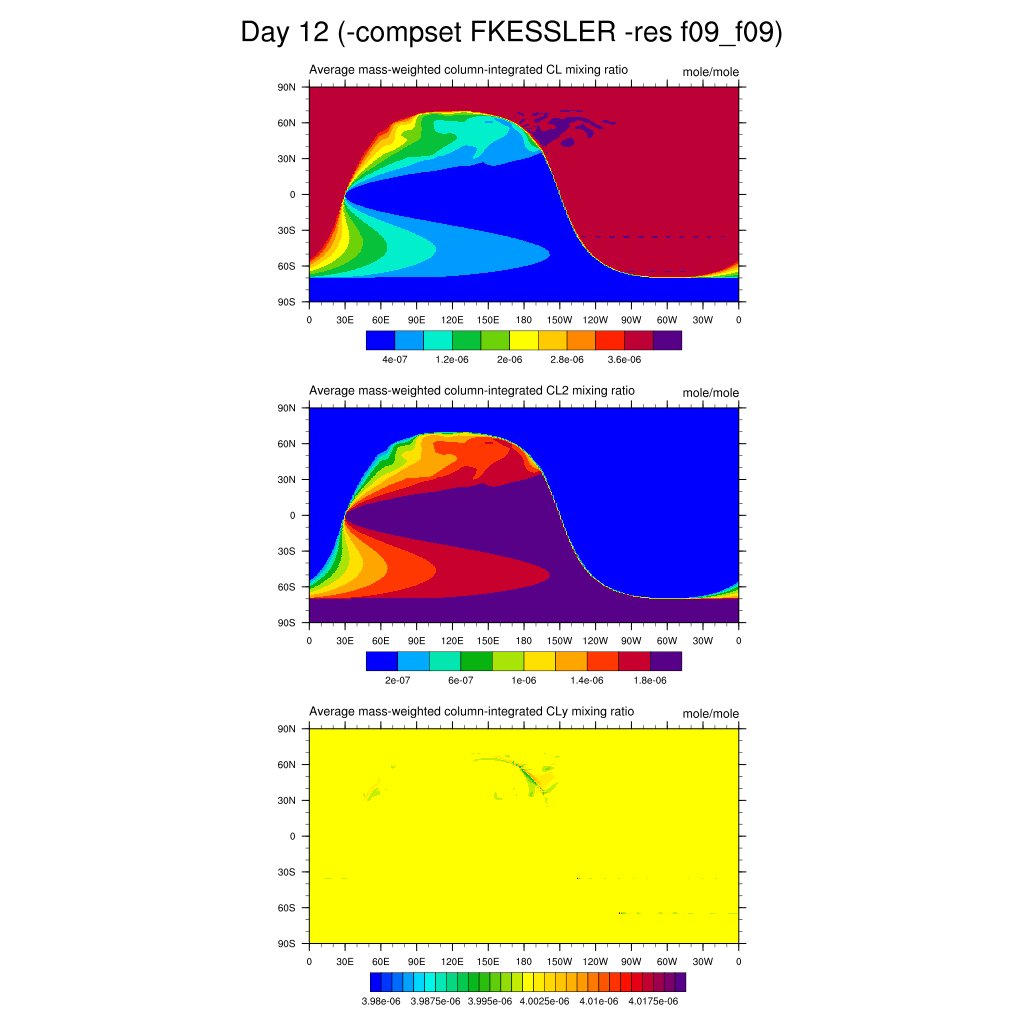 Day 12 (-compset FKESSLER -res f09_f09)
Average mass-weighted column-integrated CL mixing ratio mole/mole
90N
60N
30N
0
30S
60S
90S
0 30E 60E 90E 120E 150E 180 150W 120W 90W 60W 30W 0
4e-07 1.2e-06 2e-06 2.8e-06 3.6e-06
Average mass-weighted column-integrated CL2 mixing ratio mole/mole
90N
60N
30N
0
30S
60S
90S
0 30E 60E 90E 120E 150E 180 150W 120W 90W 60W 30W 0
2e-07 6e-07 1e-06 1.4e-06 1.8e-06
Average mass-weighted column-integrated CLy mixing ratio mole/mole
90N
60N
30N
0
30S
60S
90S
0 30E 60E 90E 120E 150E 180 150W 120W 90W 60W 30W 0
3.98e-06 3.9875e-06 3.995e-06 4.0025e-06 4.01e-06 4.0175e-06